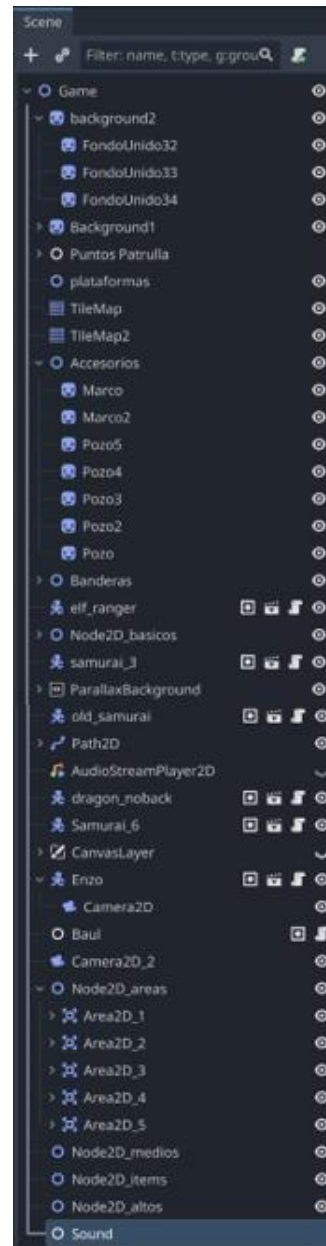 Scene
Filter: name, t:type, g:grou
Game
background2
FondoUnido32
FondoUnido33
FondoUnido34
Background1
Puntos Patrulla
plataformas
TileMap
TileMap2
Accesorios
Marco
Marco2
Pozo5
Pozo4
Pozo3
Pozo2
Pozo
Banderas
elf_ranger
Node2D_basicos
samurai_3
ParallaxBackground
old_samurai
Path2D
AudioStreamPlayer2D
dragon_noback
Samurai_6
CanvasLayer
Enzo
Camera2D
Baul
Camera2D_2
Node2D_areas
Area2D_1
Area2D_2
Area2D_3
Area2D_4
Area2D_5
Node2D_medios
Node2D_items
Node2D_altos
Sound